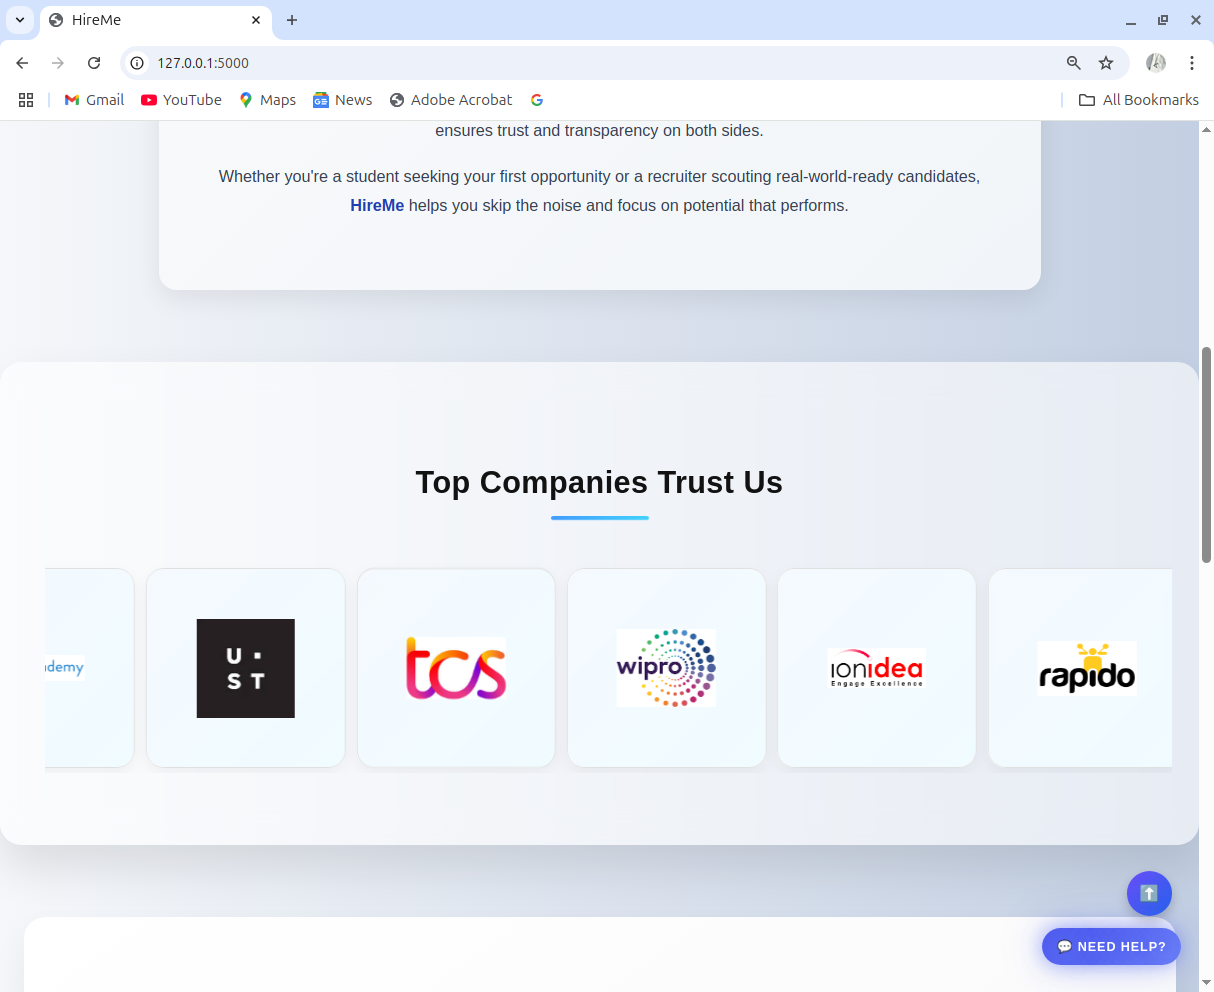 HireMe
127.0.0.1:5000
Gmail
YouTube
Maps
News
Adobe Acrobat
All Bookmarks
ensures trust and transparency on both sides.
Whether you're a student seeking your first opportunity or a recruiter scouting real-world-ready candidates,
HireMe helps you skip the noise and focus on potential that performs.
Top Companies Trust Us
demy
U·
ST
tcs
wipro
ionidea
Engage Excellence
rapido
NEED HELP?